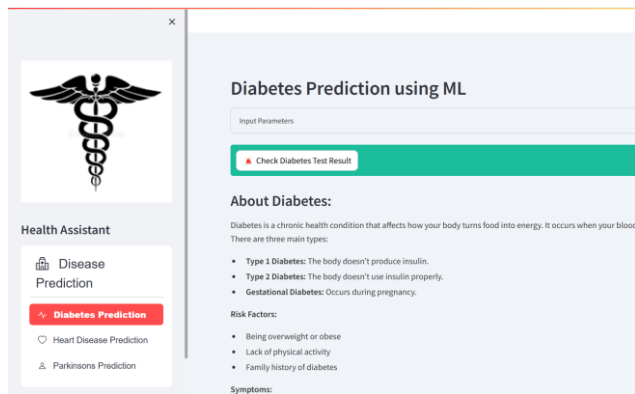 ×
Health Assistant
Disease
Prediction
Diabetes Prediction
Heart Disease Prediction
Parkinsons Prediction
Diabetes Prediction using ML
Input Parameters
Check Diabetes Test Result
About Diabetes:
Diabetes is a chronic health condition that affects how your body turns food into energy. It occurs when your blood
There are three main types:
• Type 1 Diabetes: The body doesn't produce insulin.
• Type 2 Diabetes: The body doesn't use insulin properly.
• Gestational Diabetes: Occurs during pregnancy.
Risk Factors:
• Being overweight or obese
• Lack of physical activity
• Family history of diabetes
Symptoms: